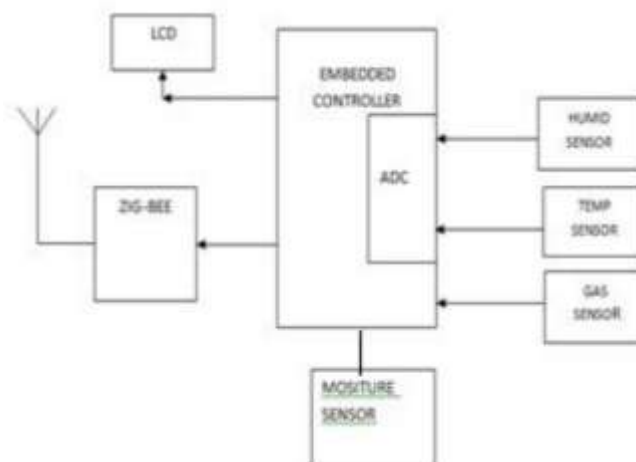 LCD
EMBEDDED
CONTROLLER
HUMID
SENSOR
ADC
ZIG-BEE
TEMP
SENSOR
GAS
SENSOR
MOSITURE
SENSOR